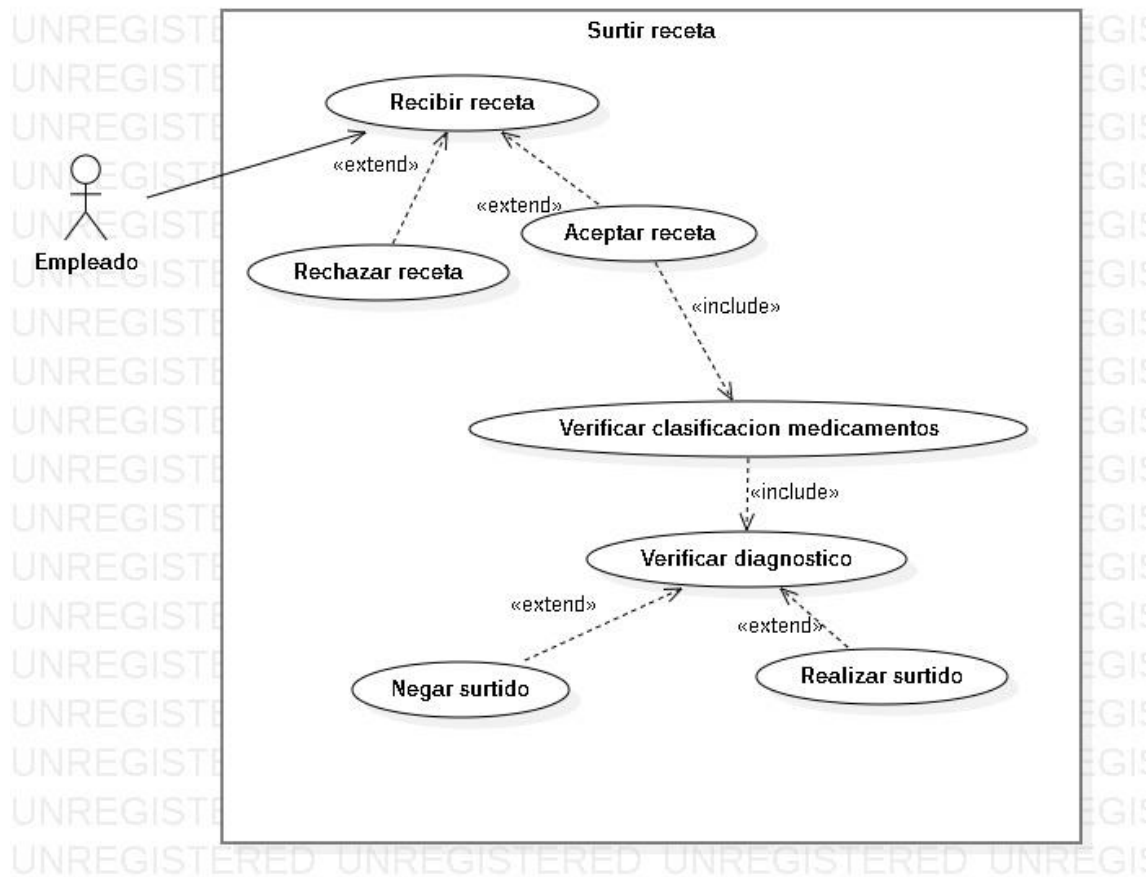 Surtir receta
Recibir receta
«extend»
«extend»
Aceptar receta
Empleado
Rechazar receta
«include»
Verificar clasificacion medicamentos
«include»
Verificar diagnostico
«extend»
«extend»
Negar surtido
Realizar surtido
UNREGISTERED UNREGISTERED UNREGIS